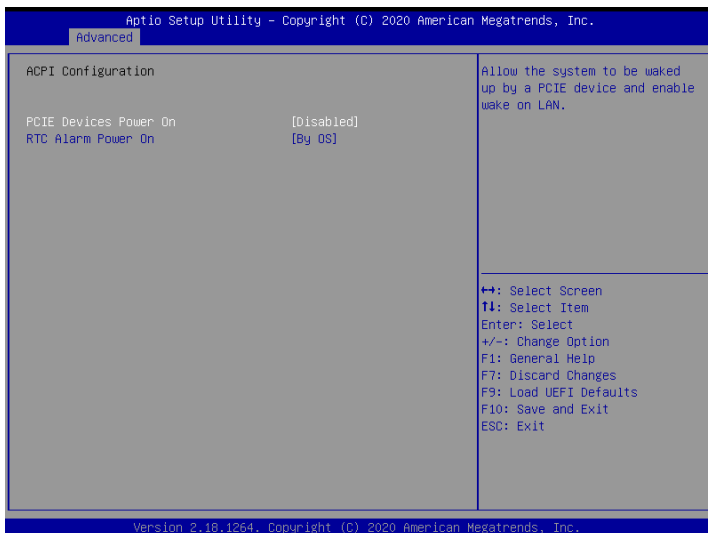 Aptio Setup Utility – Copyright (C) 2020 American Megatrends, Inc.
Advanced
ACPI Configuration
PCIE Devices Power On [Disabled]
RTC Alarm Power On [By OS]
Allow the system to be waked
up by a PCIE device and enable
wake on LAN.
↔: Select Screen
↑↓: Select Item
Enter: Select
+/-: Change Option
F1: General Help
F7: Discard Changes
F9: Load UEFI Defaults
F10: Save and Exit
ESC: Exit
Version 2.18.1264. Copyright (C) 2020 American Megatrends, Inc.